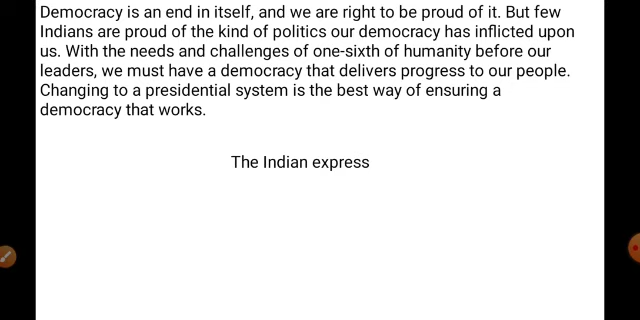 Democracy is an end in itself, and we are right to be proud of it. But few
Indians are proud of the kind of politics our democracy has inflicted upon
us. With the needs and challenges of one-sixth of humanity before our
leaders, we must have a democracy that delivers progress to our people.
Changing to a presidential system is the best way of ensuring a
democracy that works.
The Indian express